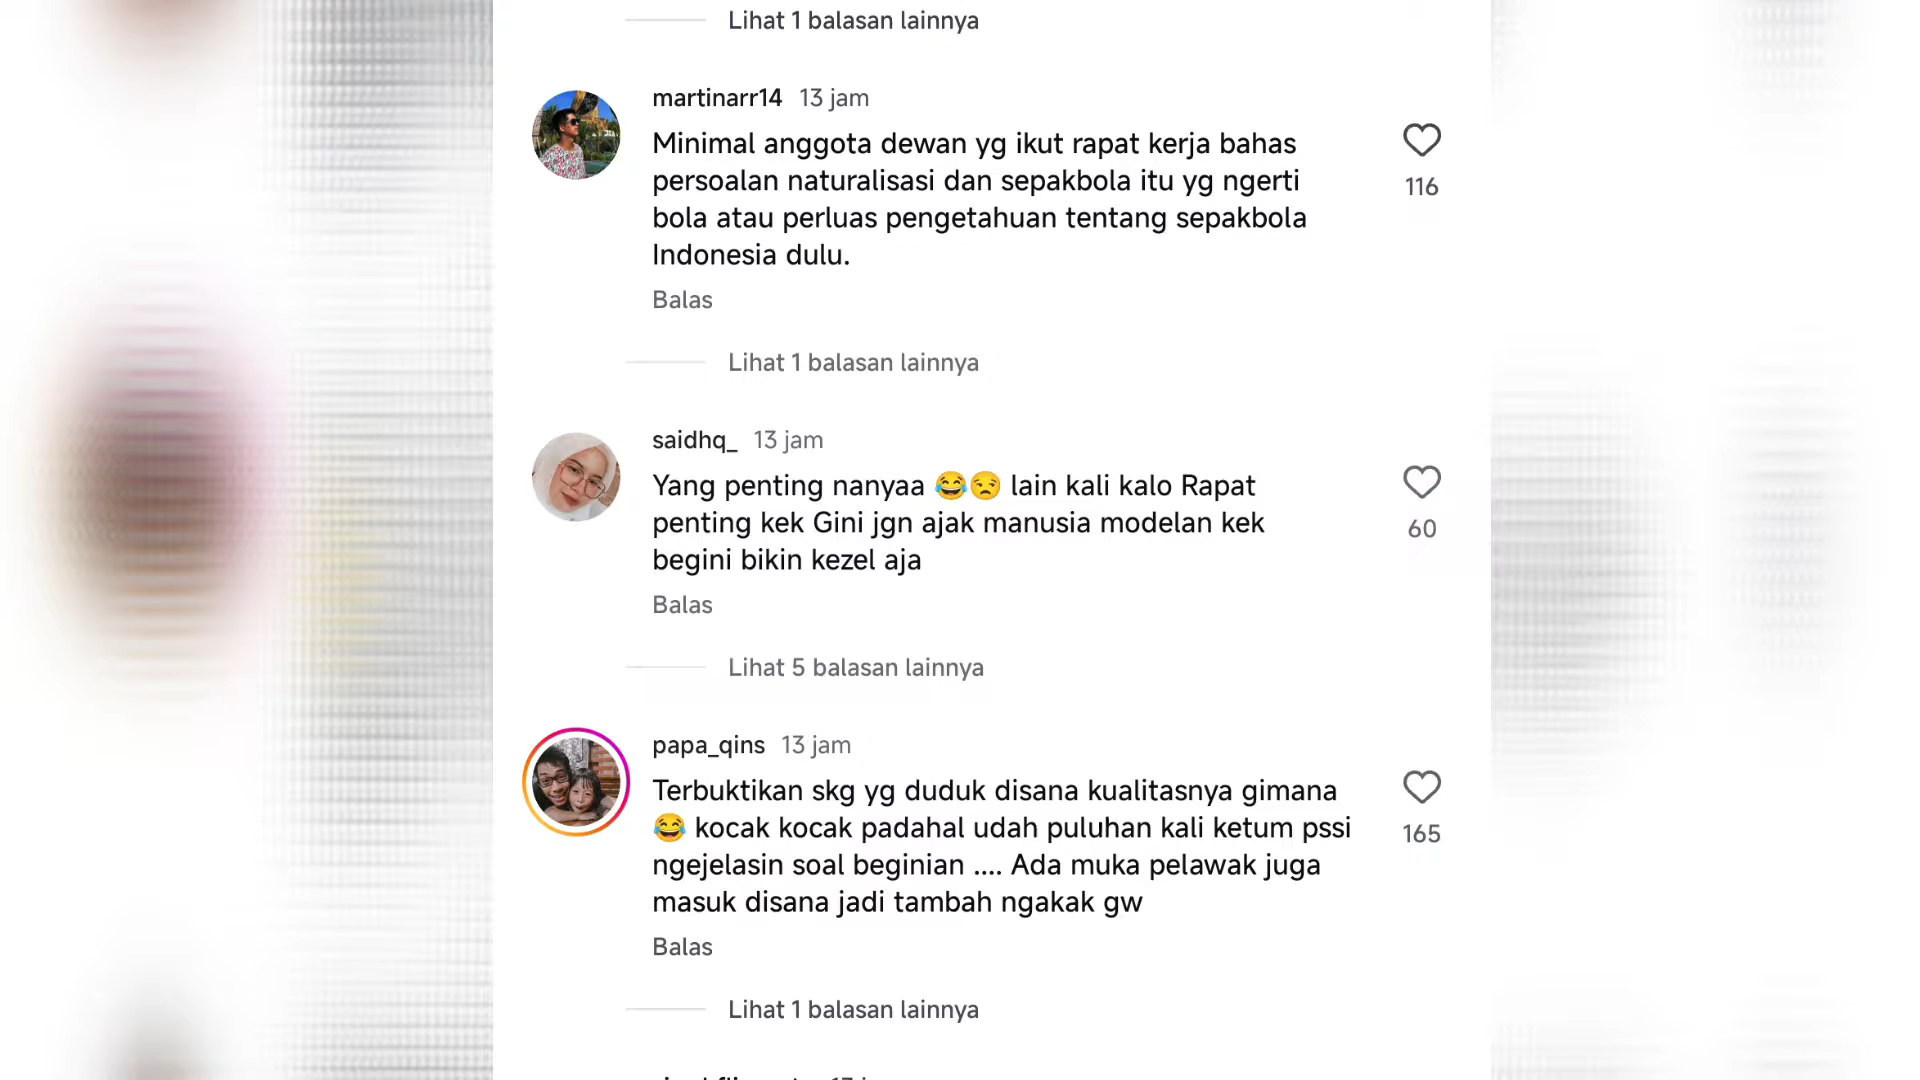 Lihat 1 balasan lainnya
martinarr14 13 jam
Minimal anggota dewan yg ikut rapat kerja bahas
persoalan naturalisasi dan sepakbola itu yg ngerti
bola atau perluas pengetahuan tentang sepakbola
Indonesia dulu.
116
Balas
Lihat 1 balasan lainnya
saidhq_ 13 jam
Yang penting nanyaa 😂😒 lain kali kalo Rapat
penting kek Gini jgn ajak manusia modelan kek
begini bikin kezel aja
60
Balas
Lihat 5 balasan lainnya
papa_qins 13 jam
Terbuktikan skg yg duduk disana kualitasnya gimana
😂 kocak kocak padahal udah puluhan kali ketum pssi
ngejelasin soal beginian .... Ada muka pelawak juga
masuk disana jadi tambah ngakak gw
165
Balas
Lihat 1 balasan lainnya